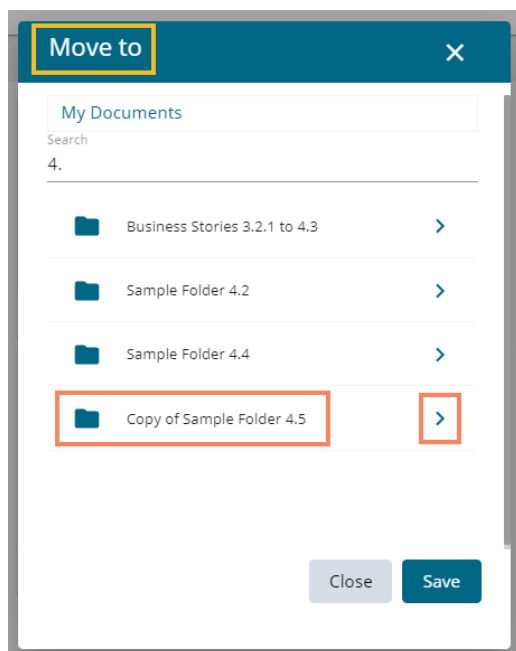 Move to
My Documents
Search
4.
Business Stories 3.2.1 to 4.3
Sample Folder 4.2
Sample Folder 4.4
Copy of Sample Folder 4.5
Close Save